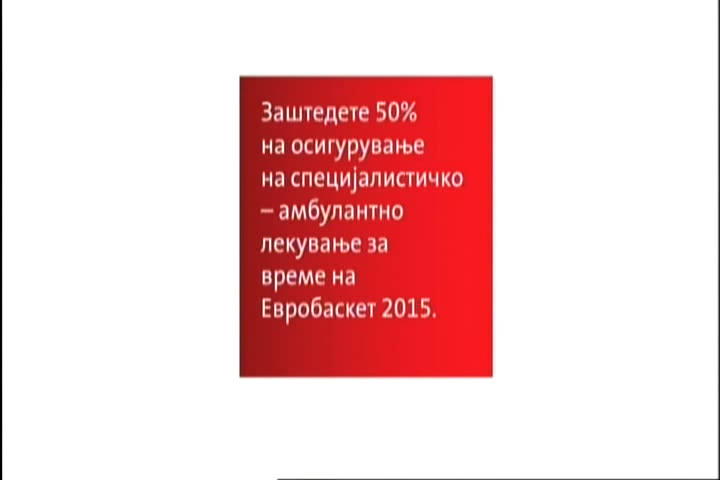 Заштедете 50%
на осигурување
на специјалистичко
– амбулантно
лекување за
време на
Евробаскет 2015.